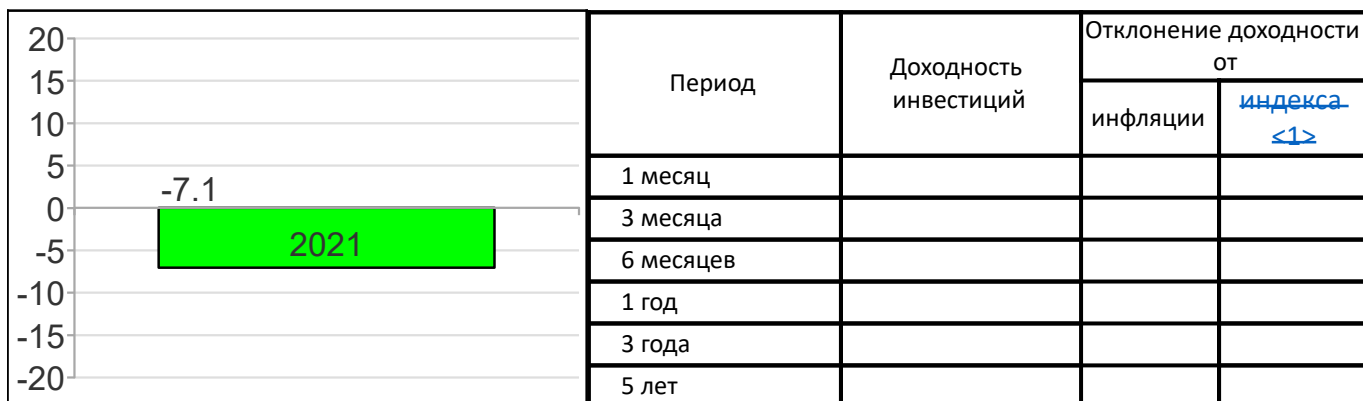 20
15
10
5
0
-5
-10
-15
-20
-7.1
2021
Период
Доходность
инвестиций
Отклонение доходности
от
инфляции
индекса
<1>
1 месяц
3 месяца
6 месяцев
1 год
3 года
5 лет